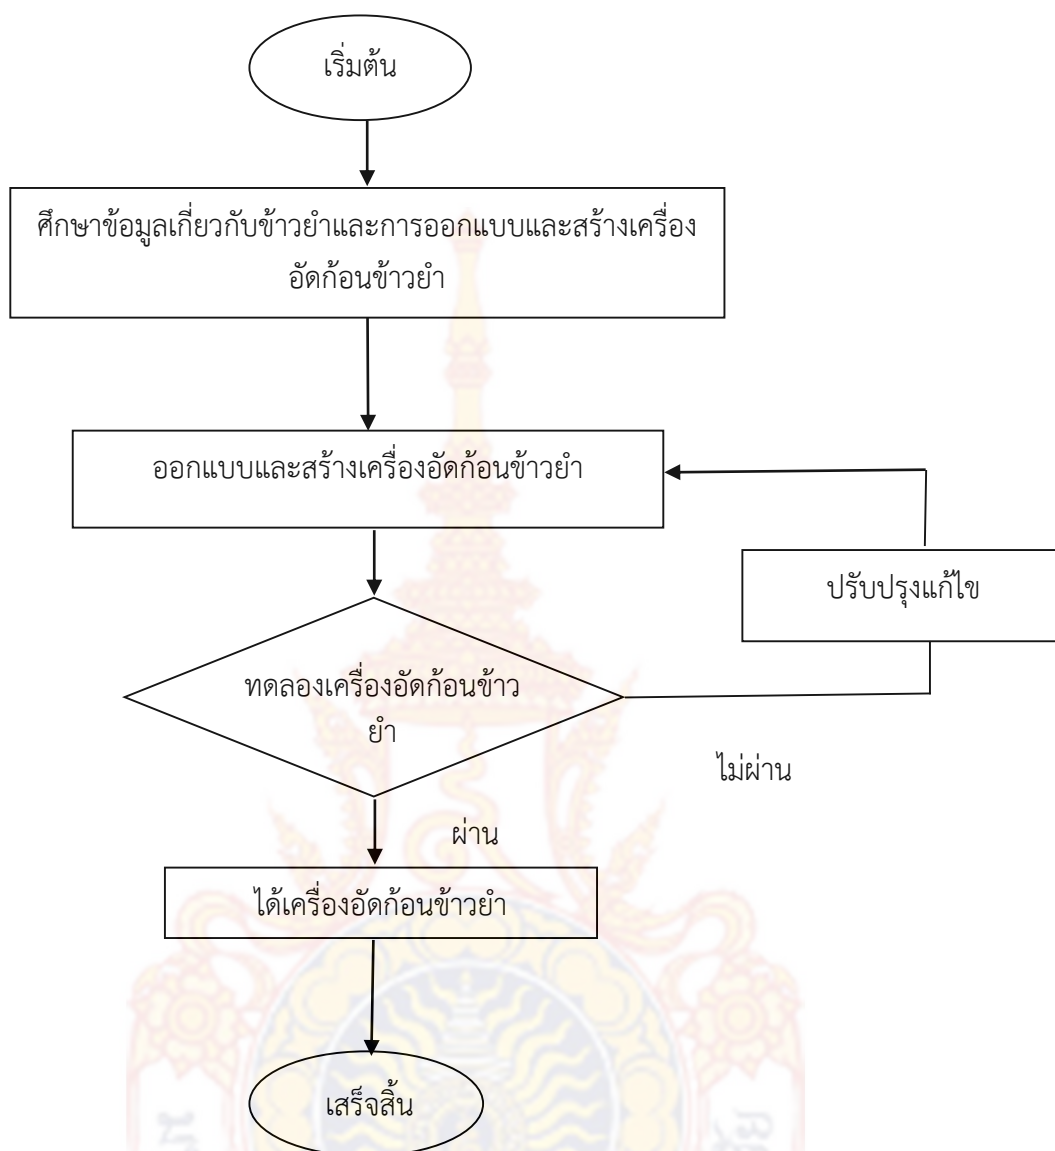 เริ่มต้น
ศึกษาข้อมูลเกี่ยวกับข้าวยำและการออกแบบและสร้างเครื่อง
อัดก้อนข้าวยำ
ออกแบบและสร้างเครื่องอัดก้อนข้าวยำ
ปรับปรุงแก้ไข
ทดลองเครื่องอัดก้อนข้าว
ยำ
ไม่ผ่าน
ผ่าน
ได้เครื่องอัดก้อนข้าวยำ
เสร็จสิ้น